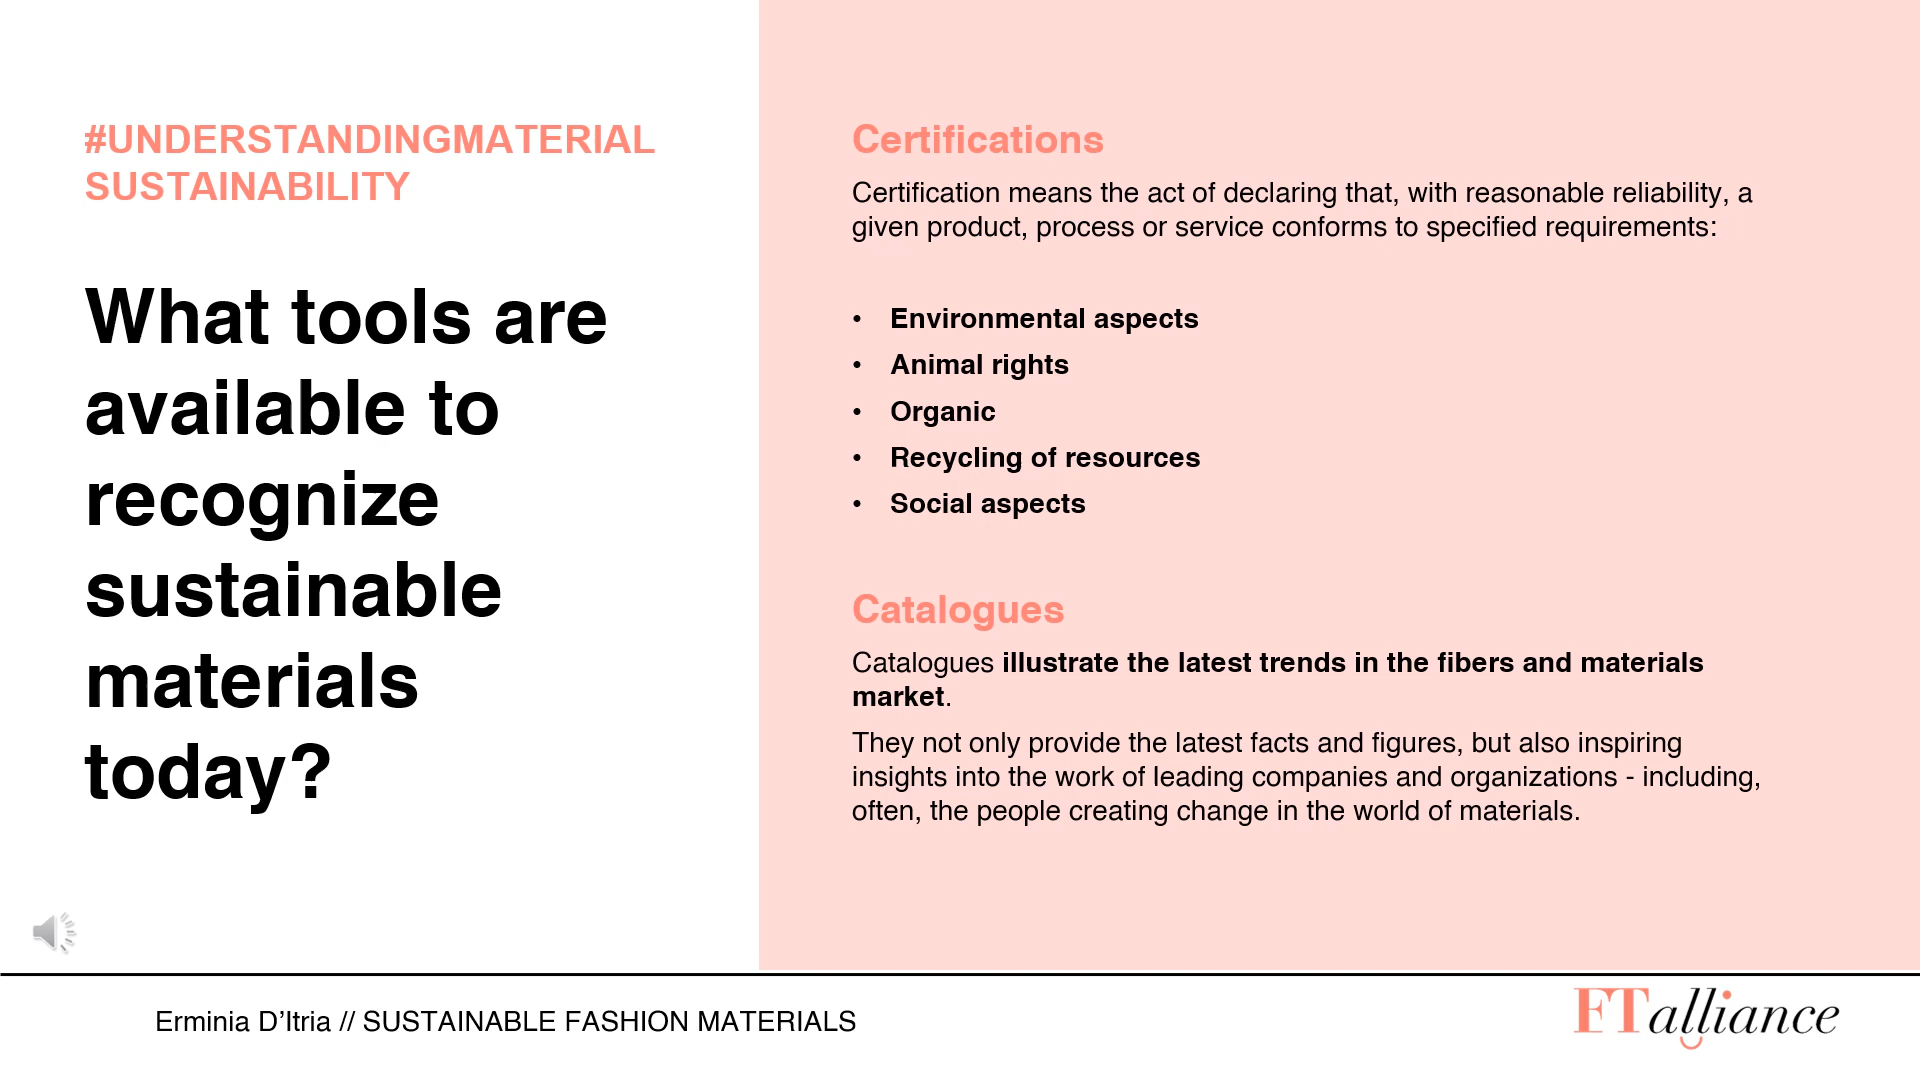 #UNDERSTANDINGMATERIAL
SUSTAINABILITY
What tools are
available to
recognize
sustainable
materials
today?
Certifications
Certification means the act of declaring that, with reasonable reliability, a
given product, process or service conforms to specified requirements:
• Environmental aspects
• Animal rights
• Organic
• Recycling of resources
• Social aspects
Catalogues
Catalogues illustrate the latest trends in the fibers and materials
market.
They not only provide the latest facts and figures, but also inspiring
insights into the work of leading companies and organizations - including,
often, the people creating change in the world of materials.
Erminia D’Itria // SUSTAINABLE FASHION MATERIALS
FTalliance